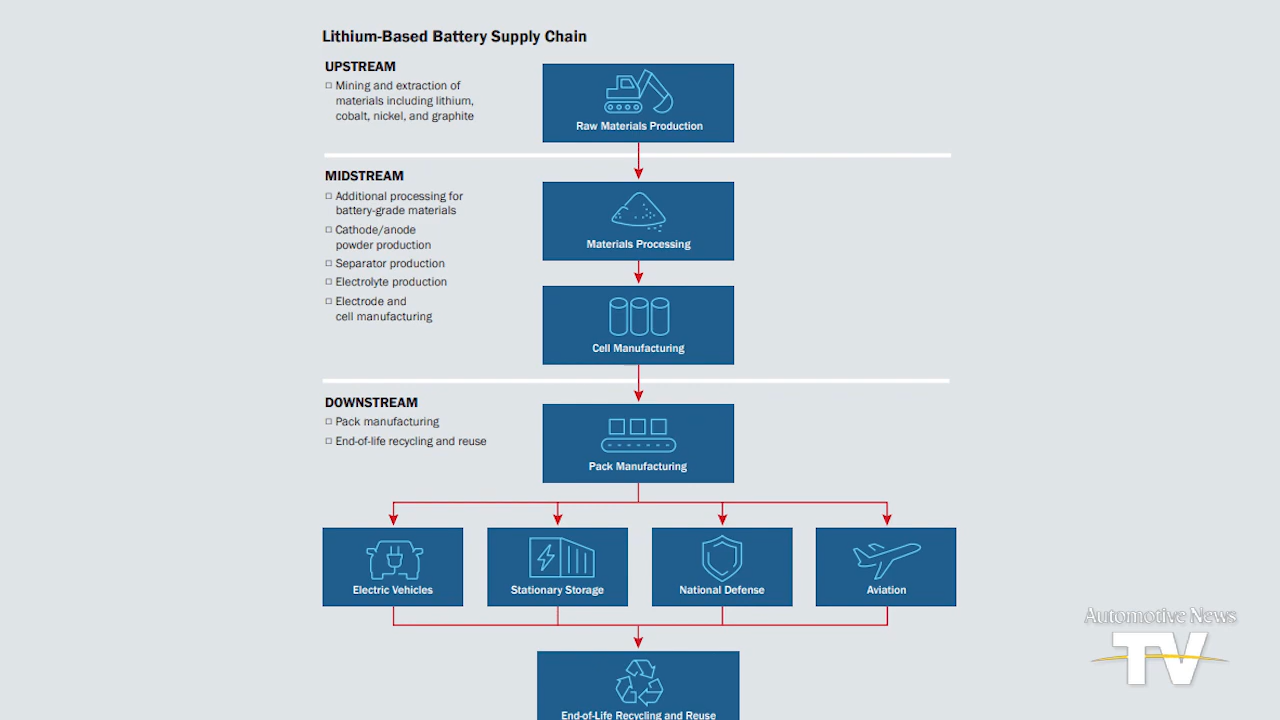 Lithium-Based Battery Supply Chain
UPSTREAM
Mining and extraction of
materials including lithium,
cobalt, nickel, and graphite
Raw Materials Production
MIDSTREAM
Additional processing for
battery-grade materials
Cathode/anode
powder production
Separator production
Electrolyte production
Electrode and
cell manufacturing
Materials Processing
Cell Manufacturing
DOWNSTREAM
Pack manufacturing
End-of-life recycling and reuse
Pack Manufacturing
Electric Vehicles
Stationary Storage
National Defense
Aviation
End-of-Life Recycling and Reuse
Automotive News
TV